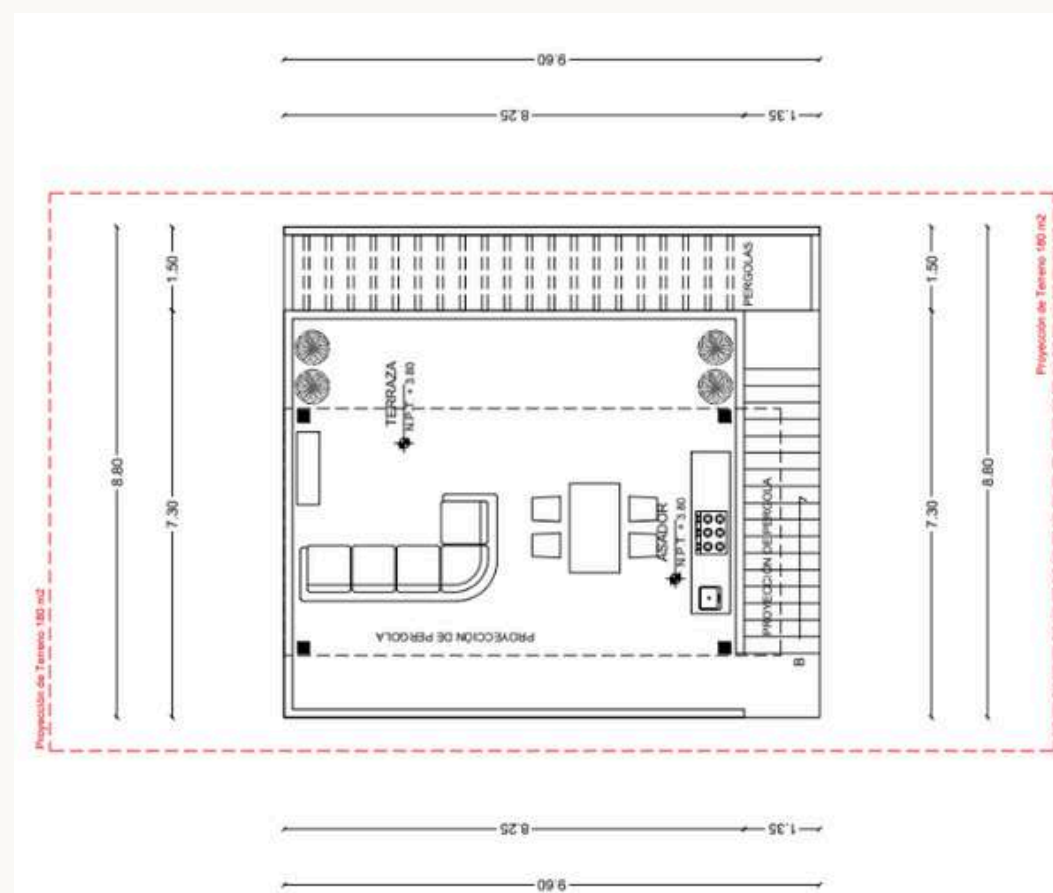 9.60
8.25
1.35
Proyección de Terreno 180 m2
1.50
PERGOLAS
1.50
TERRAZA
N.P.T. + 3.80
8.80
7.30
ASADOR
N.P.T. + 3.80
PROYECCIÓN DE PERGOLA
7.30
8.80
PROYECCIÓN DE PERGOLA
B
Proyección de Terreno 180 m2
8.25
1.35
9.60